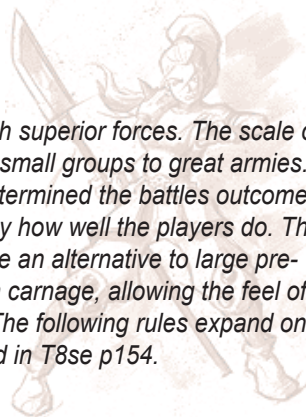 h superior forces. The scale o
small groups to great armies.
termined the battles outcome
y how well the players do. Th
e an alternative to large pre-
carnage, allowing the feel of
The following rules expand on
d in T8se p154.